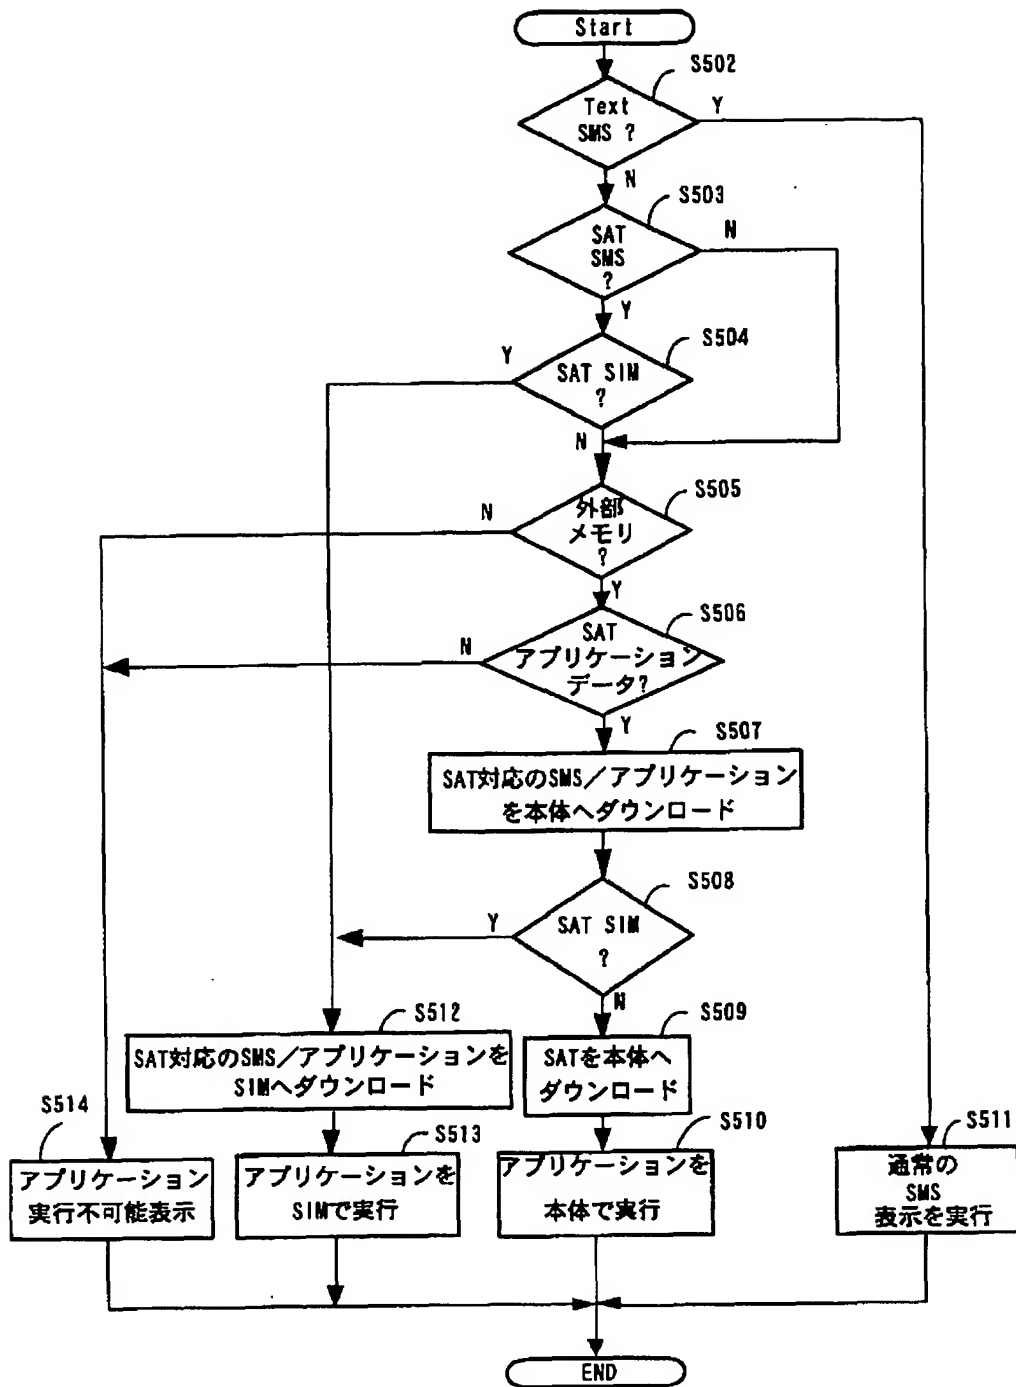 Start
S502
Text
SMS ?
Y
N
S503
SAT
SMS
?
N
Y
S504
Y
SAT SIM
?
N
S505
N
外部
メモリ
?
Y
S506
N
SAT
アプリケーション
データ?
Y
S507
SAT対応のSMS/アプリケーション
を本体へダウンロード
S508
Y
SAT SIM
?
N
S512
SAT対応のSMS/アプリケーションを
SIMへダウンロード
S509
SATを本体へ
ダウンロード
S514
アプリケーション
実行不可能表示
S513
アプリケーションを
SIMで実行
S510
アプリケーションを
本体で実行
S511
通常の
SMS
表示を実行
END